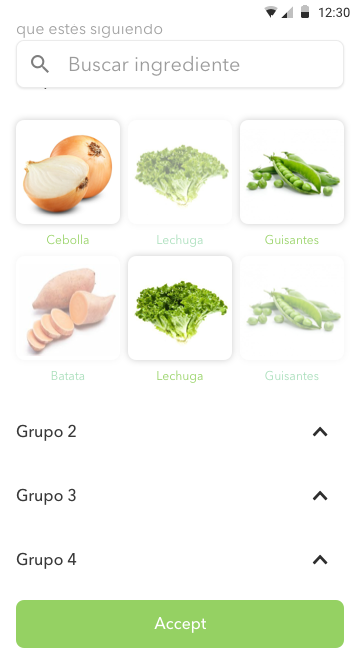 12:30
que estés siguiendo
Buscar ingrediente
Cebolla Lechuga Guisantes
Batata Lechuga Guisantes
Grupo 2
Grupo 3
Grupo 4
Accept